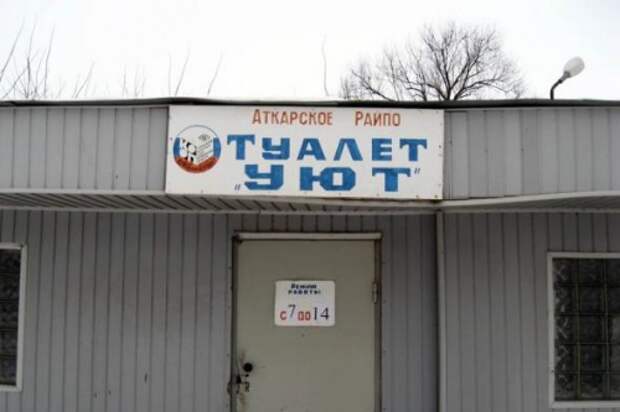 Аткарское Райпо
Туалет
"Уют"
Режим
работы:
с 7 до 14